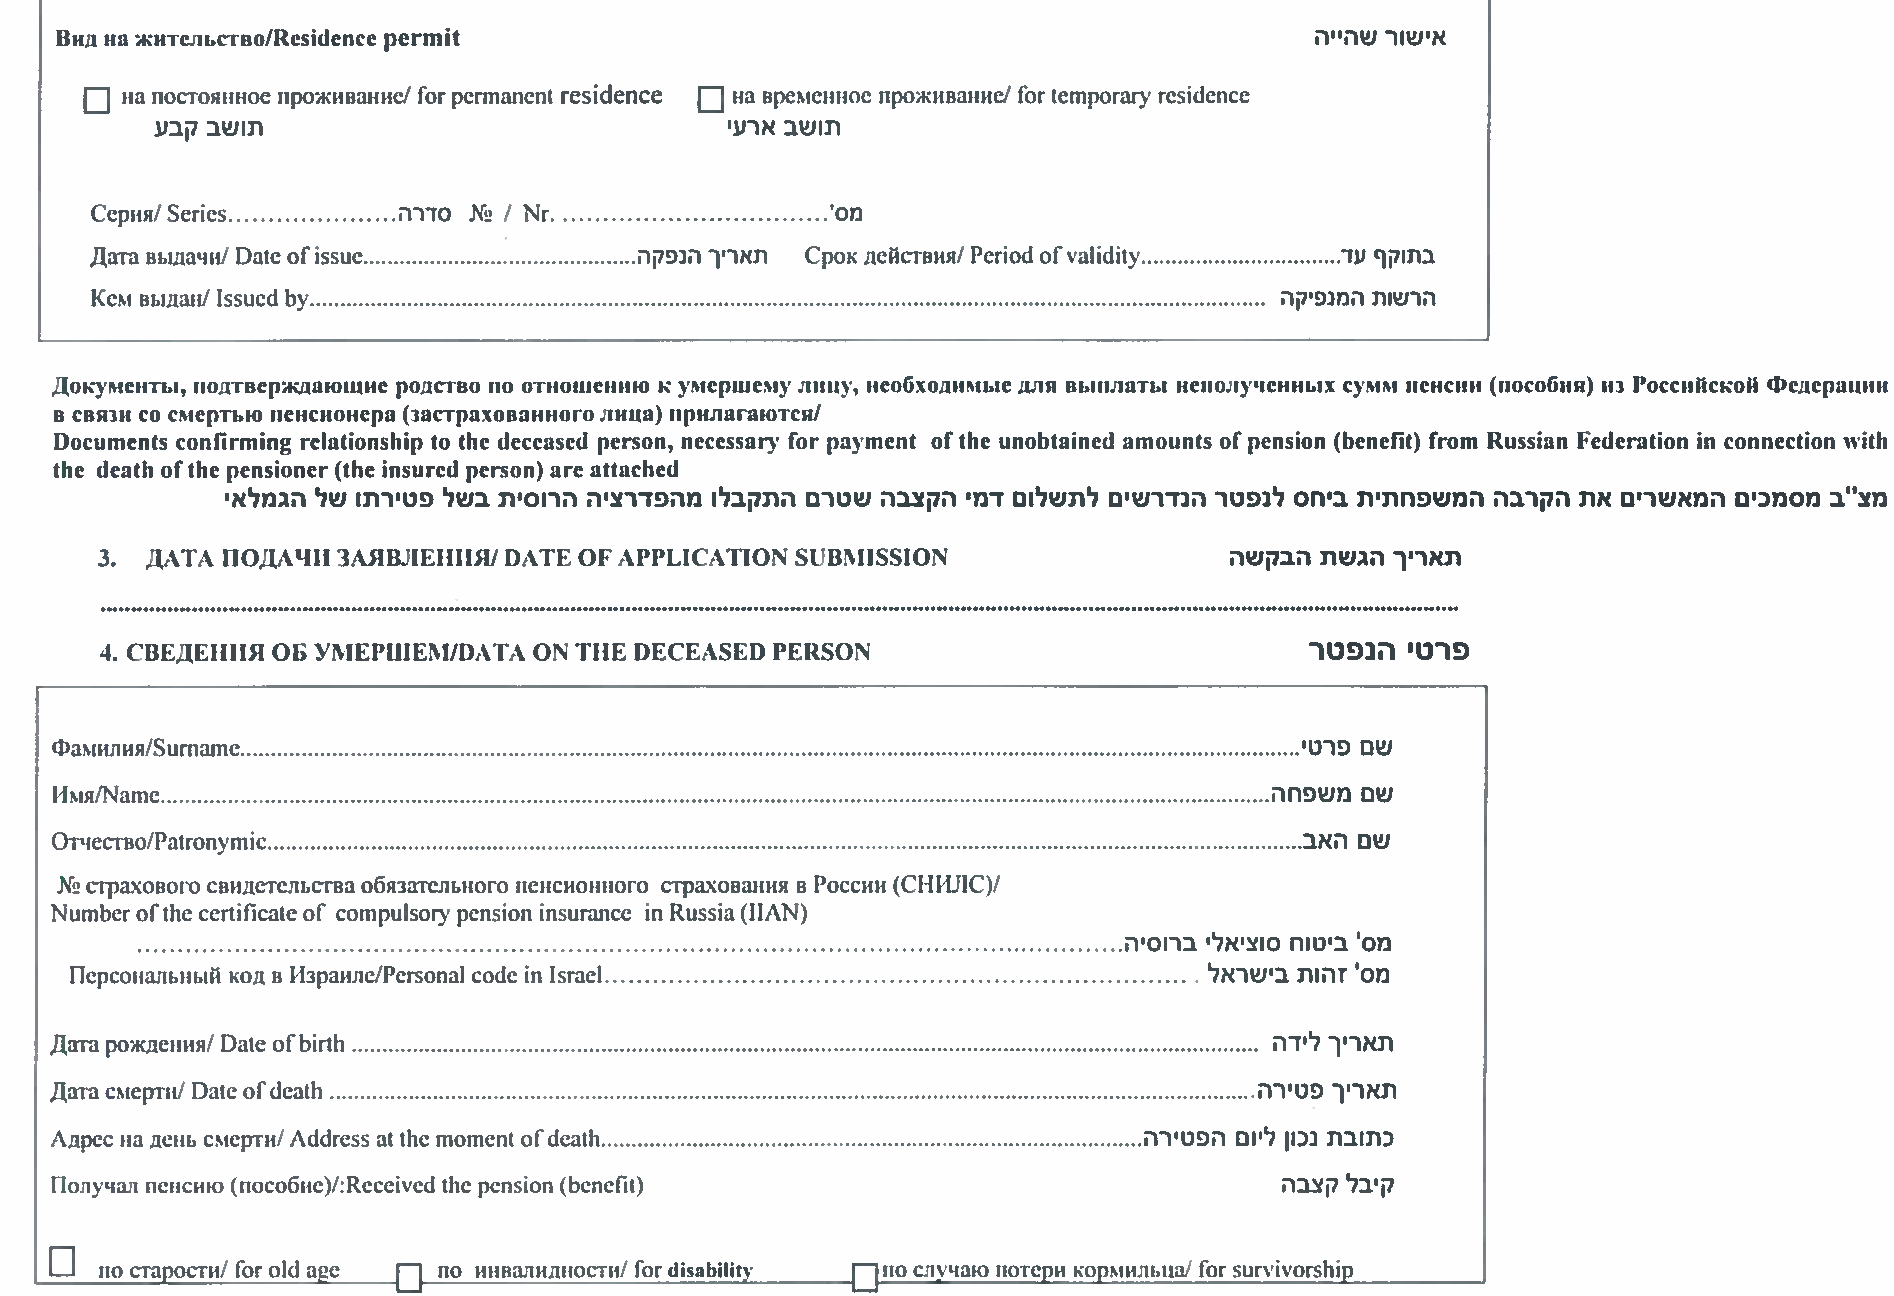 Вид на жительство/Residence permit אישור שהייה
на постоянное проживание/ for permanent residence на временное проживание/ for temporary residence
תושב קבע תושב ארעי
Серия/ Series.....................סדרה № / Nr. .................................מס'
Дата выдачи/ Date of issue.............................................תאריך הנפקה Срок действия/ Period of validity.................................בתוקף עד
Кем выдан/ Issued by................................................................................................................................................................ הרשות המנפיקה
Документы, подтверждающие родство по отношению к умершему лицу, необходимые для выплаты неполученных сумм пенсии (пособия) из Российской Федерации
в связи со смертью пенсионера (застрахованного лица) прилагаются/
Documents confirming relationship to the deceased person, necessary for payment of the unobtained amounts of pension (benefit) from Russian Federation in connection with
the death of the pensioner (the insured person) are attached
מצ"ב מסמכים המאשרים את הקרבה המשפחתית ביחס לנפטר הנדרשים לתשלום דמי הקצבה שטרם התקבלו מהפדרציה הרוסית בשל פטירתו של הגמלאי
3. ДАТА ПОДАЧИ ЗАЯВЛЕНИЯ/ DATE OF APPLICATION SUBMISSION תאריך הגשת הבקשה
....................................................................................................................................................................................
4. СВЕДЕНИЯ ОБ УМЕРШЕМ/DATA ON THE DECEASED PERSON פרטי הנפטר
Фамилия/Surname................................................................................................................................................................שם פרטי
Имя/Name................................................................................................................................................................שם משפחה
Отчество/Patronymic................................................................................................................................................................שם האב
№ страхового свидетельства обязательного пенсионного страхования в России (СНИЛС)/
Number of the certificate of compulsory pension insurance in Russia (IIAN)
............................................................................................................................מס' ביטוח סוציאלי ברוסיה
Персональный код в Израиле/Personal code in Israel.......................................................................... . מס' זהות בישראל
Дата рождения/ Date of birth ....................................................................................................................................................... תאריך לידה
Дата смерти/ Date of death ..........................................................................................................................................................תאריך פטירה
Адрес на день смерти/ Address at the moment of death..........................................................................................כתובת נכון ליום הפטירה
Получал пенсию (пособие)/:Received the pension (benefit) קיבל קצבה
по старости/ for old age по инвалидности/ for disability по случаю потери кормильца/ for survivorship